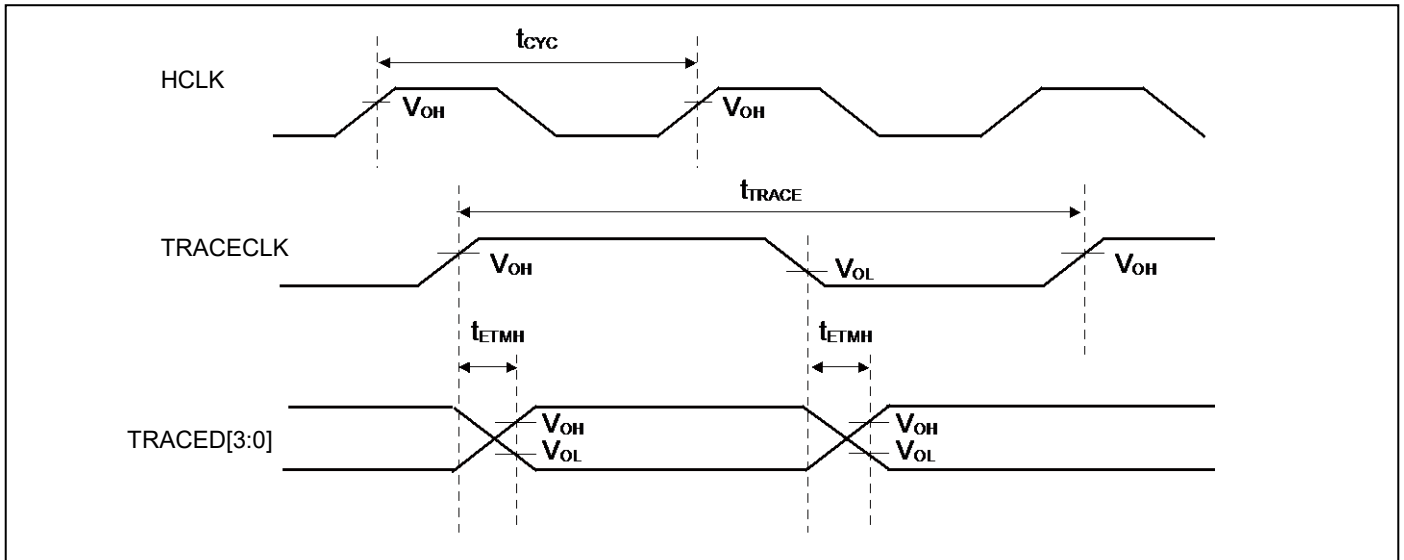 tCYC
HCLK
VOH VOH
tTRACE
TRACECLK
VOH VOL VOH
tETMH tETMH
TRACED[3:0]
VOH VOH
VOL VOL